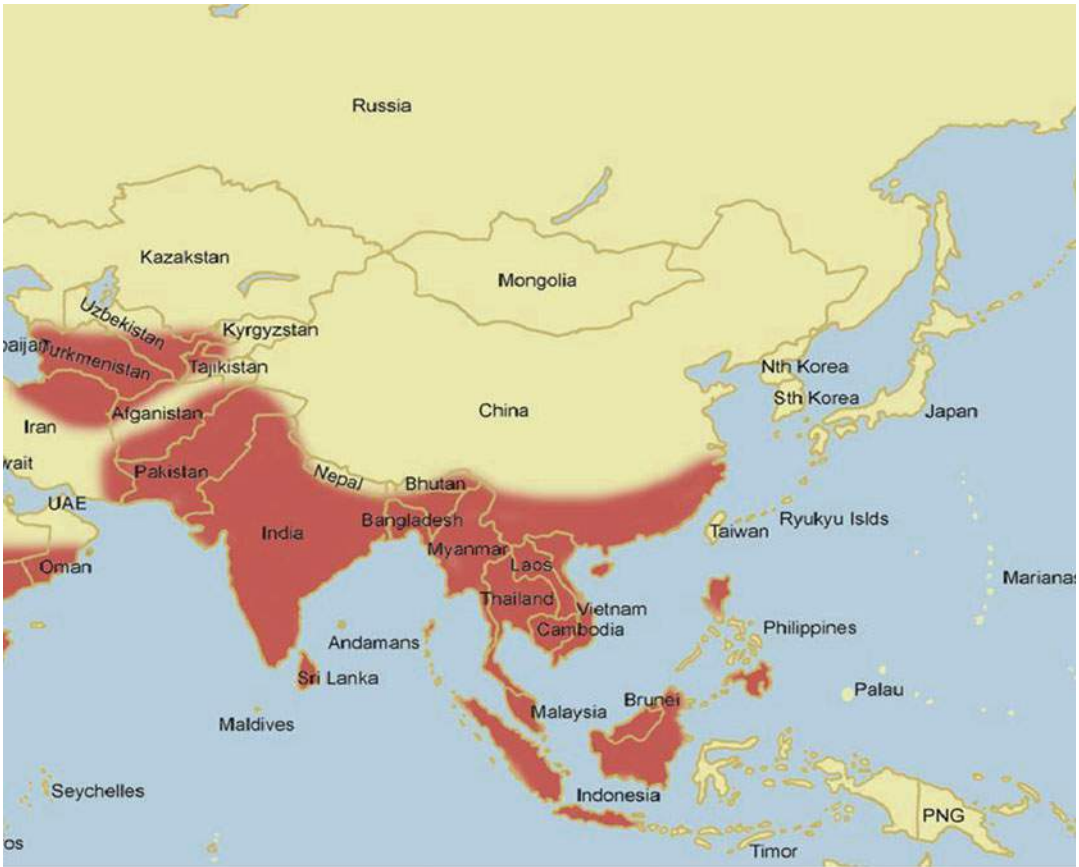 Russia
Kazakstan
Mongolia
Uzbekistan
Kyrgyzstan
paijan
Turkmenistan
Tajikistan
Nth Korea
Sth Korea
Afganistan
China
Japan
Iran
wait
Pakistan
Nepal
Bhutan
UAE
Bangladesh
Ryukyu Islds
India
Taiwan
Myanmar
Oman
Laos
Marianas
Thailand
Vietnam
Cambodia
Philippines
Andamans
Sri Lanka
Palau
Brunei
Malaysia
Maldives
Seychelles
Indonesia
PNG
os
Timor